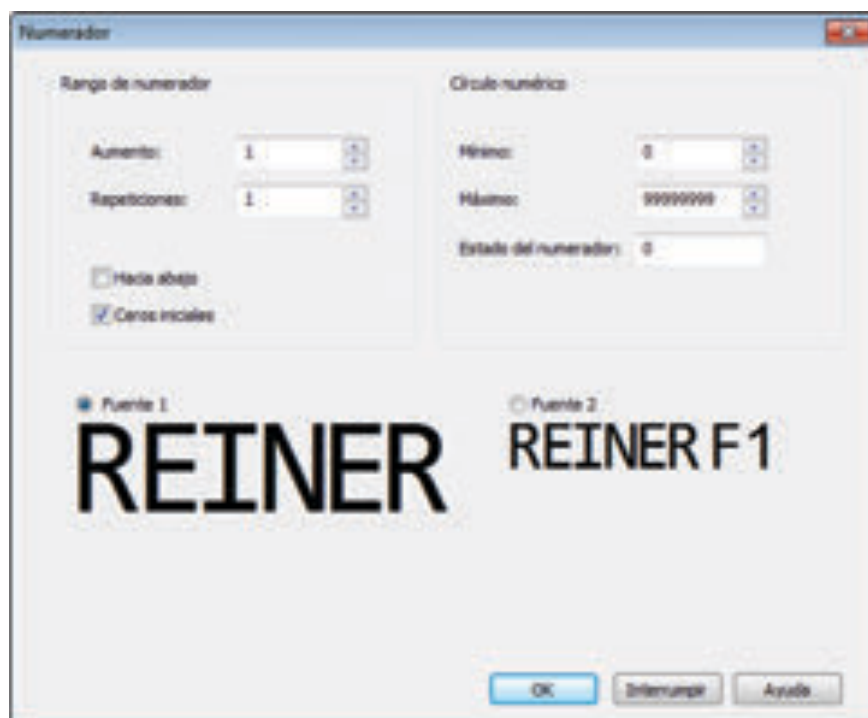 Numerador
Rango de numerador
Círculo numérico
Aumento: 1
Mínimo: 0
Repeticiones: 1
Máximo: 99999999
Estado del numerador: 0
Hacia abajo
Ceros iniciales
Fuente 1
Fuente 2
REINER
REINER F1
OK
Interrumpir
Ayuda